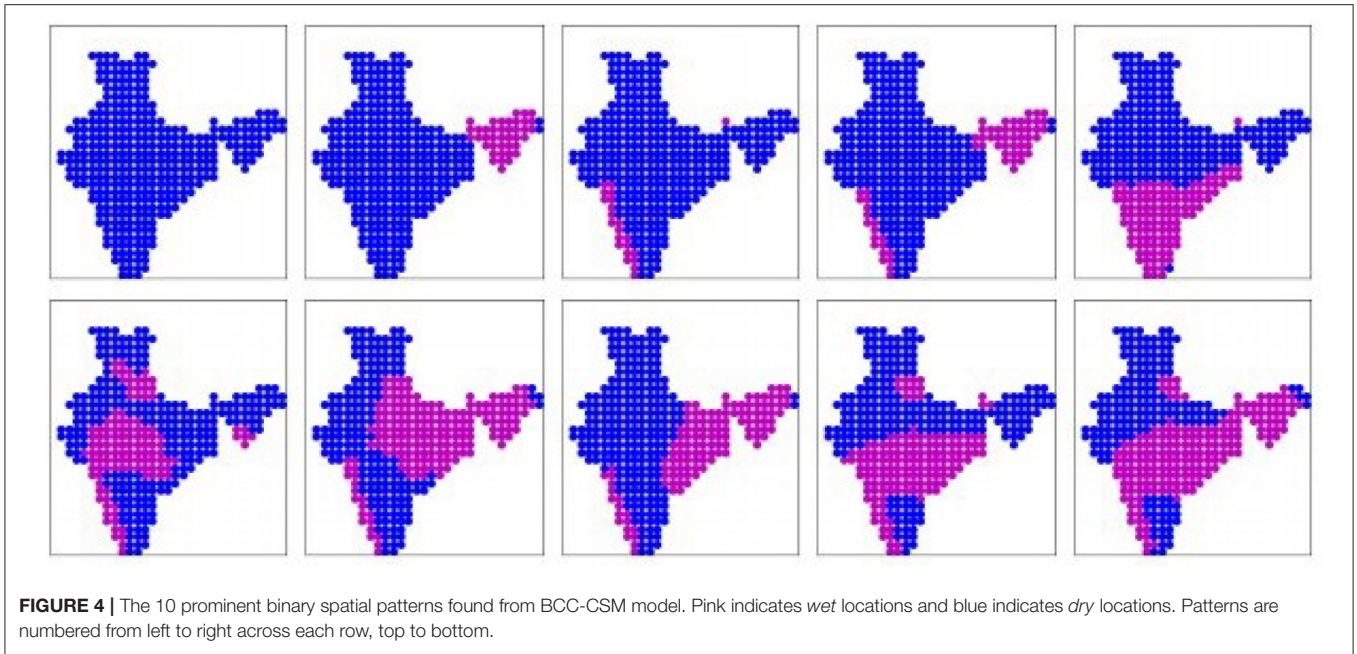 FIGURE 4 | The 10 prominent binary spatial patterns found from BCC-CSM model. Pink indicates wet locations and blue indicates dry locations. Patterns are
numbered from left to right across each row, top to bottom.